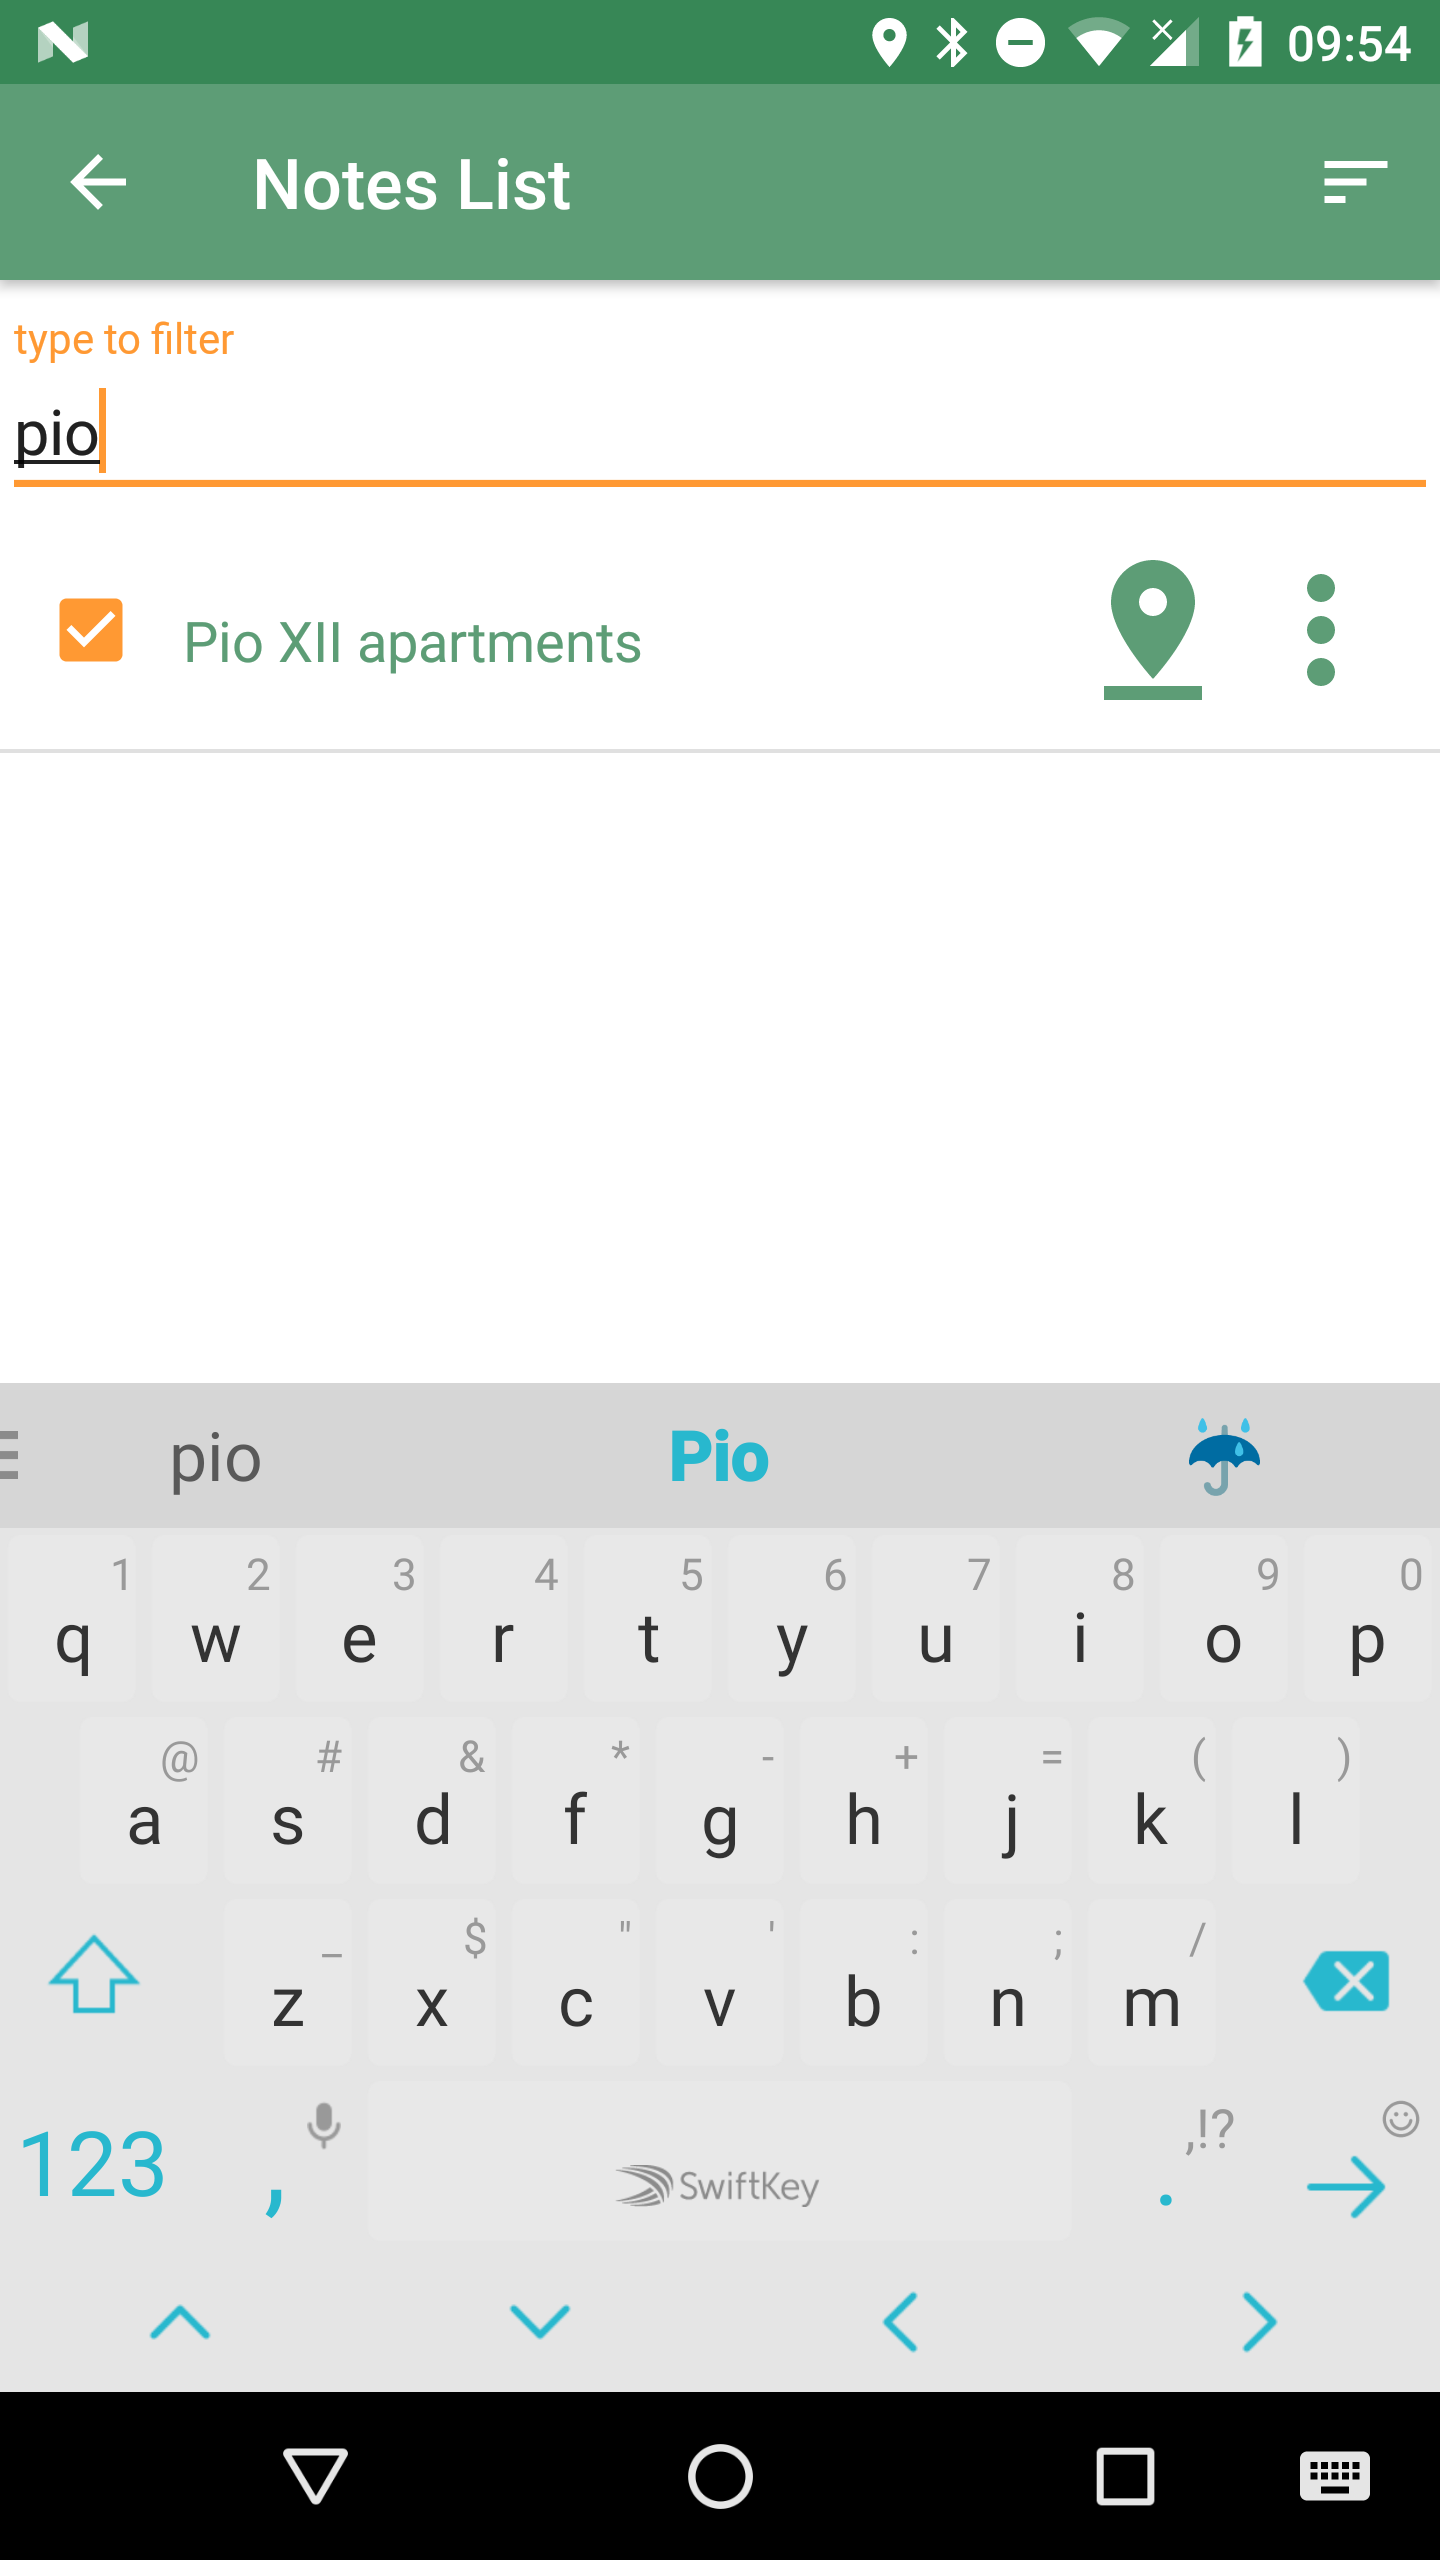 09:54
Notes List
type to filter
pio
Pio XII apartments
pio Pio
1 2 3 4 5 6 7 8 9 0
q w e r t y u i o p
@ # & * - + = ( )
a s d f g h j k l
_ $ " ' : ; /
z x c v b n m
123 , SwiftKey . ,!?